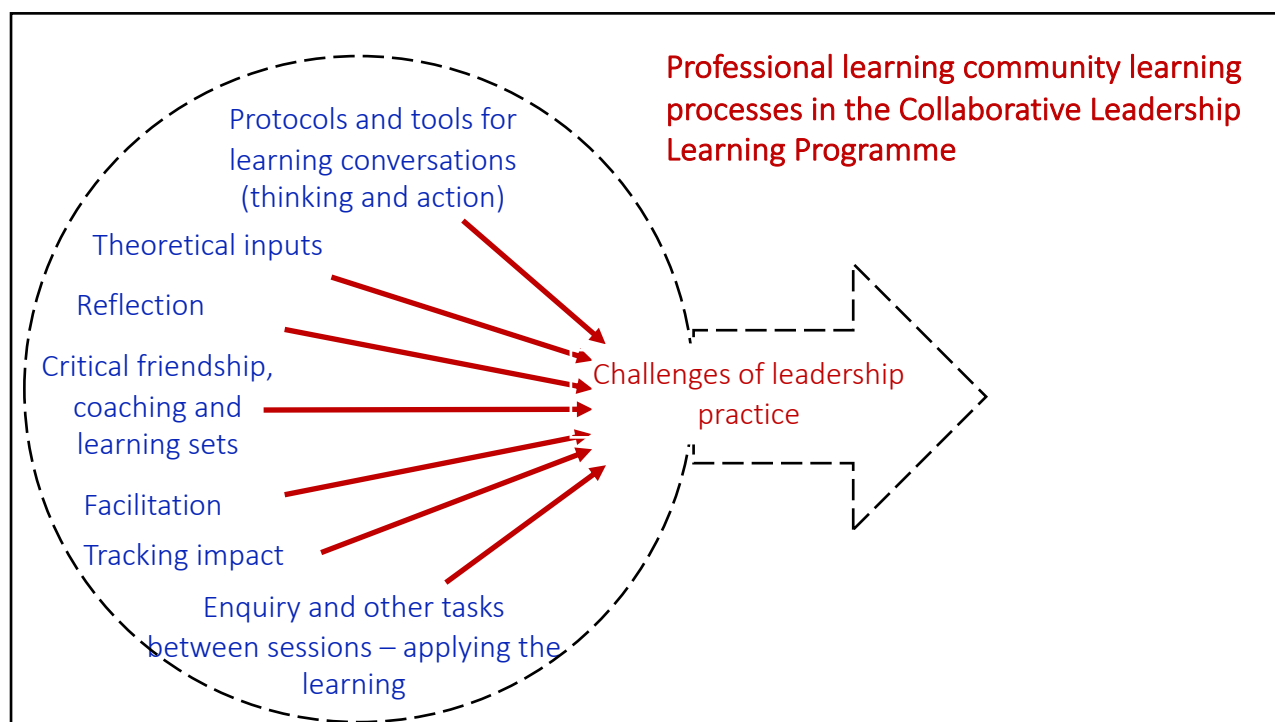 Professional learning community learning
processes in the Collaborative Leadership
Learning Programme
Protocols and tools for
learning conversations
(thinking and action)
Theoretical inputs
Reflection
Critical friendship,
coaching and
learning sets
Facilitation
Tracking impact
Enquiry and other tasks
between sessions – applying the
learning
Challenges of leadership
practice